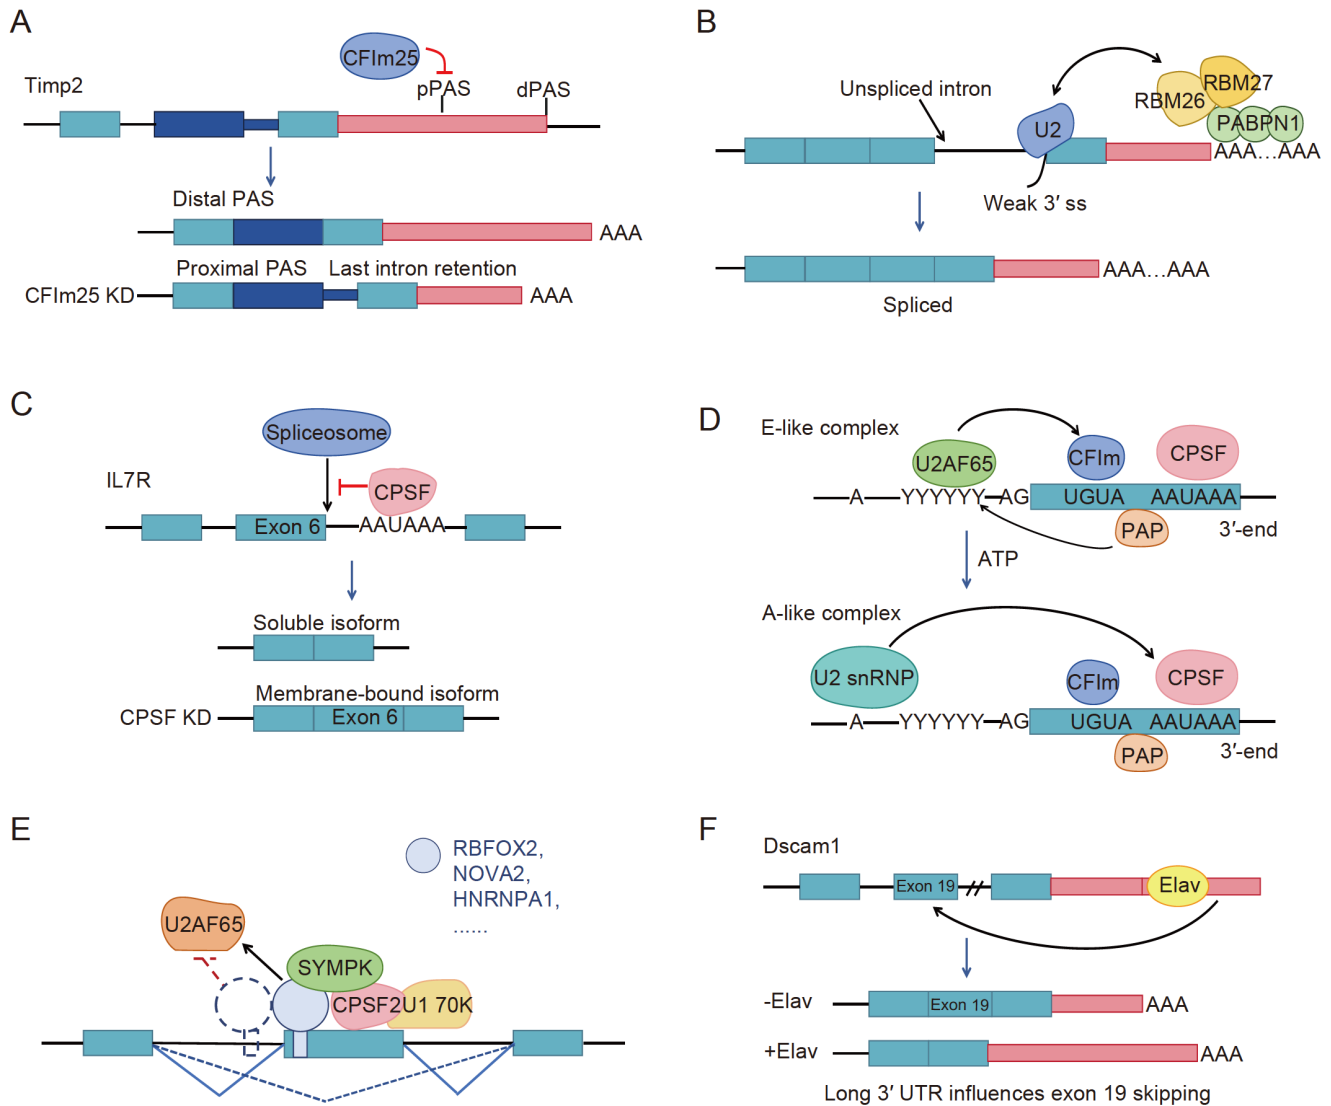 A
CFIm25
Timp2
pPAS
dPAS
Distal PAS
AAA
Proximal PAS
Last intron retention
CFIm25 KD
AAA
B
Unspliced intron
U2
RBM26
RBM27
PABPN1
AAA...AAA
Weak 3′ ss
AAA...AAA
Spliced
C
Spliceosome
IL7R
CPSF
Exon 6
AAUAAA
Soluble isoform
Membrane-bound isoform
CPSF KD
Exon 6
D
E-like complex
U2AF65
CFIm
CPSF
A
YYYYYY
AG
UGUA
AAUAAA
PAP
3′-end
ATP
A-like complex
U2 snRNP
CFIm
CPSF
A
YYYYYY
AG
UGUA
AAUAAA
PAP
3′-end
E
RBFOX2,
NOVA2,
HNRNPA1,
......
U2AF65
SYMPK
CPSF2
U1 70K
F
Dscam1
Exon 19
Elav
-Elav
Exon 19
AAA
+Elav
AAA
Long 3′ UTR influences exon 19 skipping